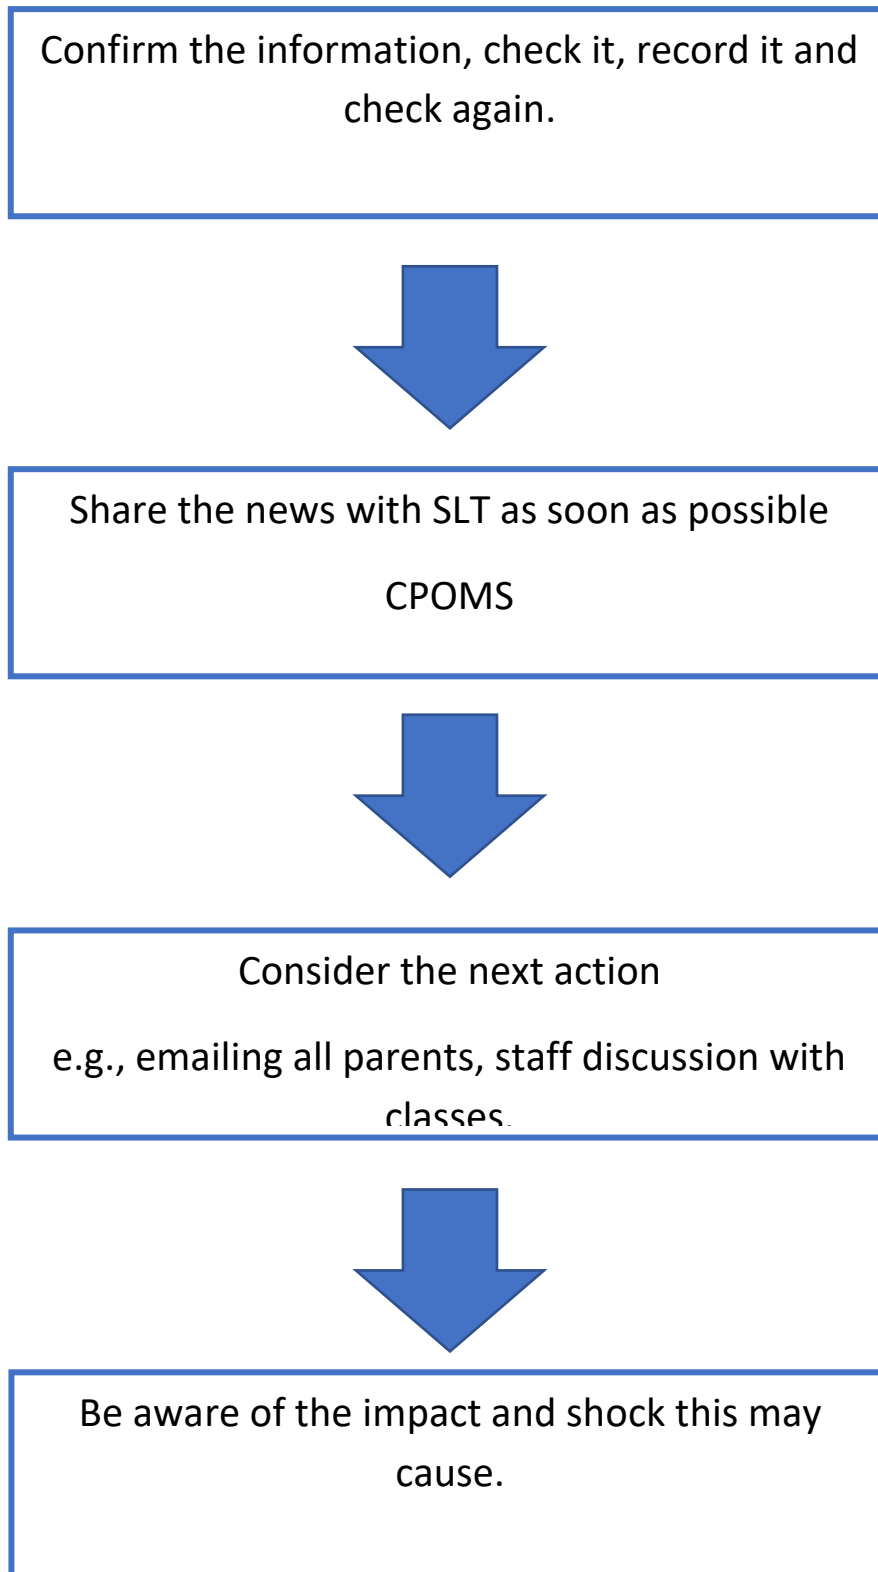 Confirm the information, check it, record it and
check again.
Share the news with SLT as soon as possible
CPOMS
Consider the next action
e.g., emailing all parents, staff discussion with
classes.
Be aware of the impact and shock this may
cause.